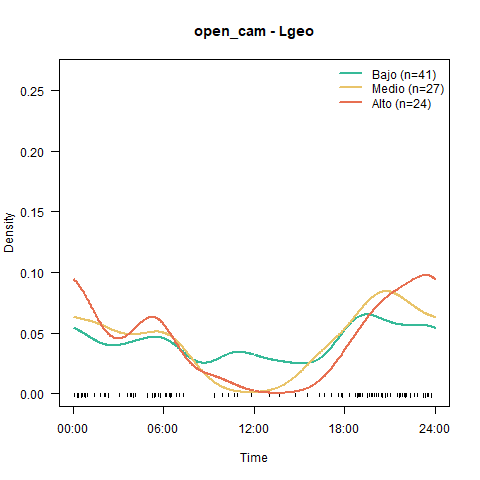 open_cam - Lgeo
Bajo (n=41)
Medio (n=27)
Alto (n=24)
0.25
0.20
0.15
0.10
0.05
0.00
Density
00:00 06:00 12:00 18:00 24:00
Time